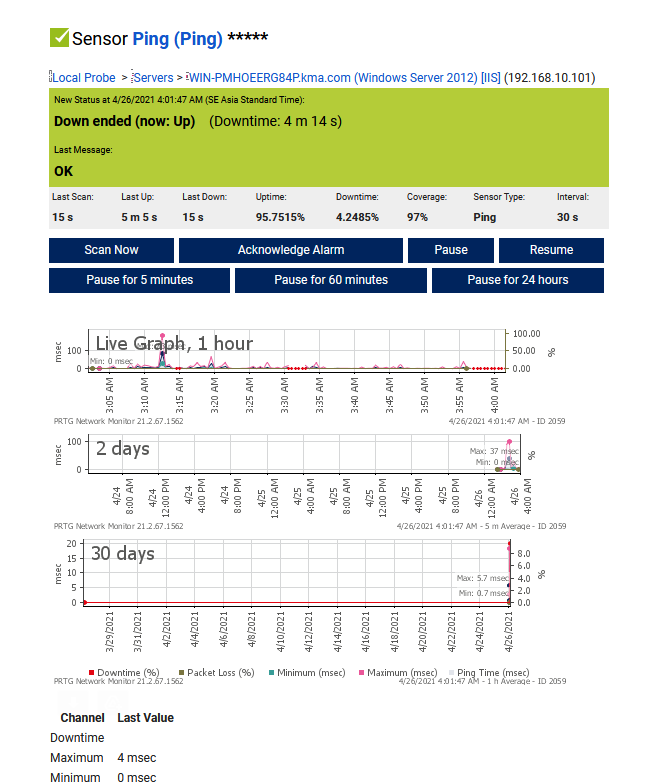 Sensor Ping (Ping) *****
Local Probe > Servers > WIN-PMHOEERG84P.kma.com (Windows Server 2012) [IIS] (192.168.10.101)
New Status at 4/26/2021 4:01:47 AM (SE Asia Standard Time):
Down ended (now: Up) (Downtime: 4 m 14 s)
Last Message:
OK
Last Scan: Last Up: Last Down: Uptime: Downtime: Coverage: Sensor Type: Interval:
15 s 5 m 5 s 15 s 95.7515% 4.2485% 97% Ping 30 s
Scan Now Acknowledge Alarm Pause Resume
Pause for 5 minutes Pause for 60 minutes Pause for 24 hours
Live Graph, 1 hour
Min: 0 msec
msec
100
0
100.00
50.00
0.00
%
3:05 AM 3:10 AM 3:15 AM 3:20 AM 3:25 AM 3:30 AM 3:35 AM 3:40 AM 3:45 AM 3:50 AM 3:55 AM 4:00 AM
PRTG Network Monitor 21.2.67.1562 4/26/2021 4:01:47 AM - ID 2059
2 days
Max: 37 msec
Min: 0 msec
msec
100
0
%
4/24 8:00 AM 4/24 12:00 PM 4/24 4:00 PM 4/24 8:00 PM 4/25 12:00 AM 4/25 4:00 AM 4/25 8:00 AM 4/25 12:00 PM 4/25 4:00 PM 4/25 8:00 PM 4/26 12:00 AM 4/26 4:00 AM
PRTG Network Monitor 21.2.67.1562 4/26/2021 4:01:47 AM - 5 m Average - ID 2059
30 days
Max: 5.7 msec
Min: 0.7 msec
msec
20
15
10
5
0
8.0
6.0
4.0
2.0
0.0
%
3/29/2021 3/31/2021 4/2/2021 4/4/2021 4/6/2021 4/8/2021 4/10/2021 4/12/2021 4/14/2021 4/16/2021 4/18/2021 4/20/2021 4/22/2021 4/24/2021 4/26/2021
Downtime (%) Packet Loss (%) Minimum (msec) Maximum (msec) Ping Time (msec)
PRTG Network Monitor 21.2.67.1562 4/26/2021 4:01:47 AM - 1 h Average - ID 2059
Channel Last Value
Downtime
Maximum 4 msec
Minimum 0 msec